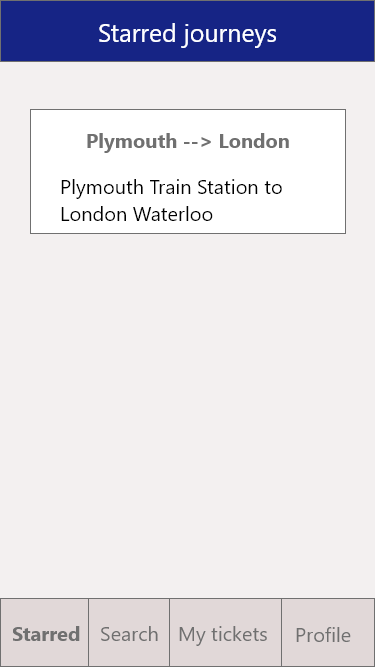 Starred journeys
Plymouth --> London
Plymouth Train Station to
London Waterloo
Starred Search My tickets Profile